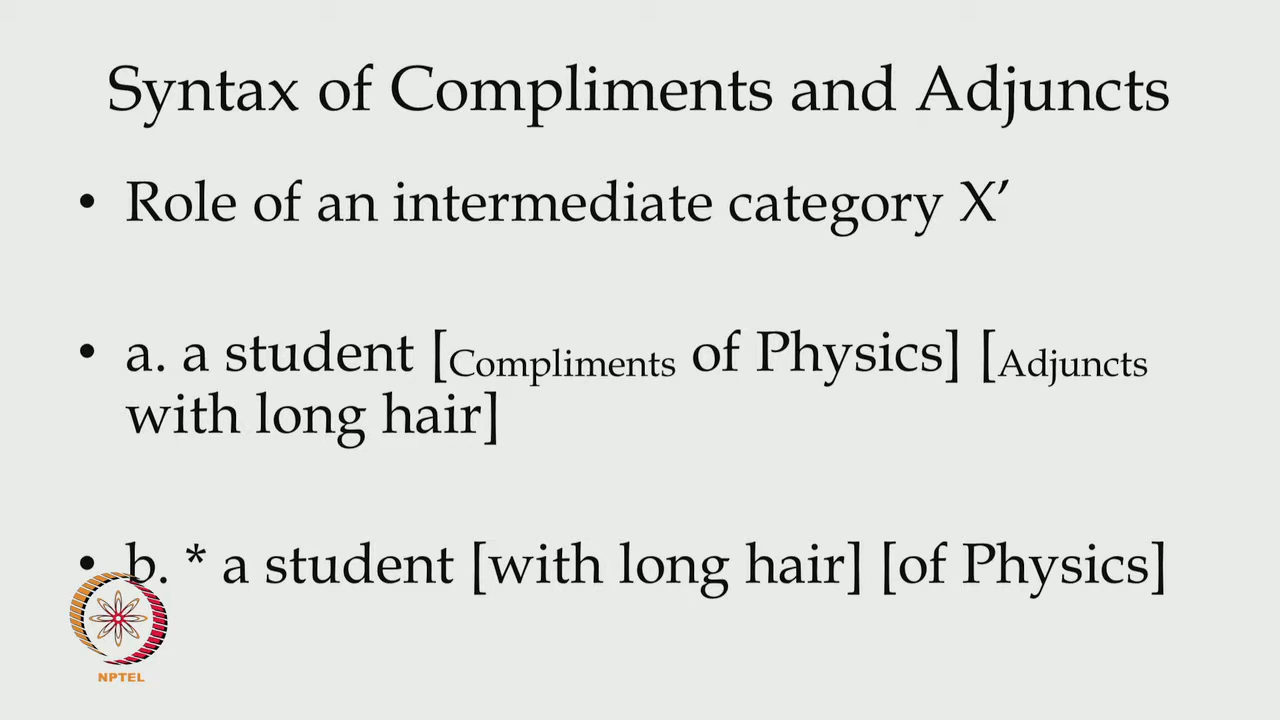 Syntax of Compliments and Adjuncts
• Role of an intermediate category X’
• a. a student [Compliments of Physics] [Adjuncts
with long hair]
• b. * a student [with long hair] [of Physics]
NPTEL